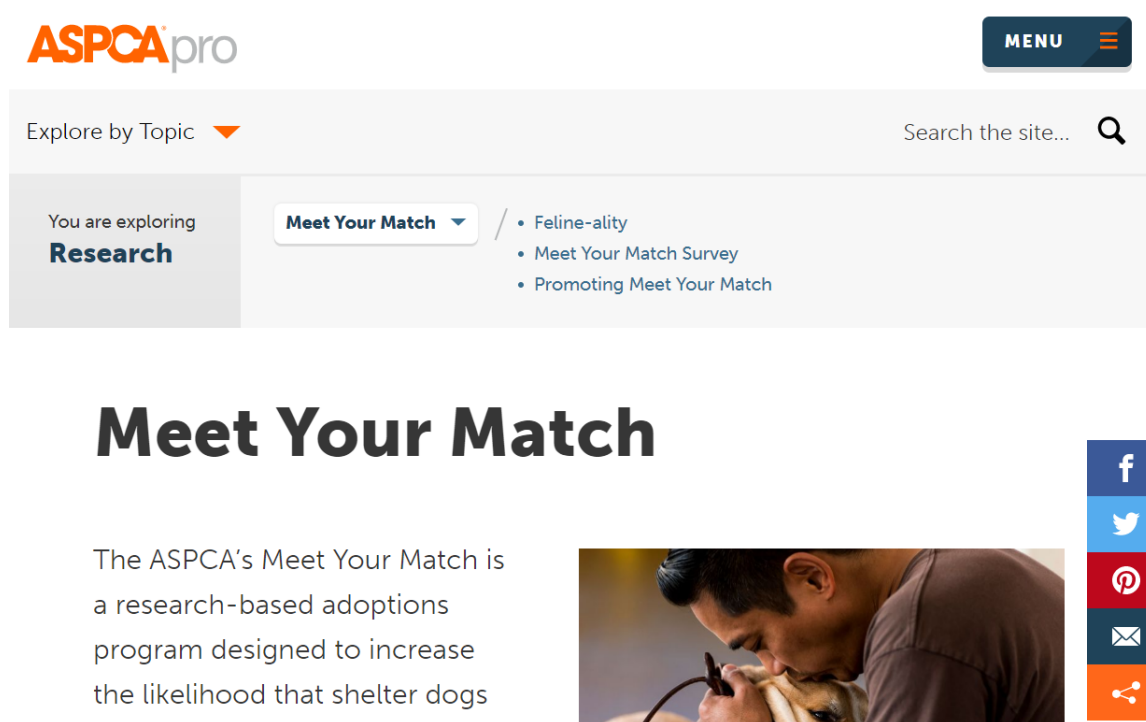 ASPCA® pro
MENU
Explore by Topic
Search the site...
You are exploring
Research
Meet Your Match
• Feline-ality
• Meet Your Match Survey
• Promoting Meet Your Match
Meet Your Match
The ASPCA's Meet Your Match is
a research-based adoptions
program designed to increase
the likelihood that shelter dogs